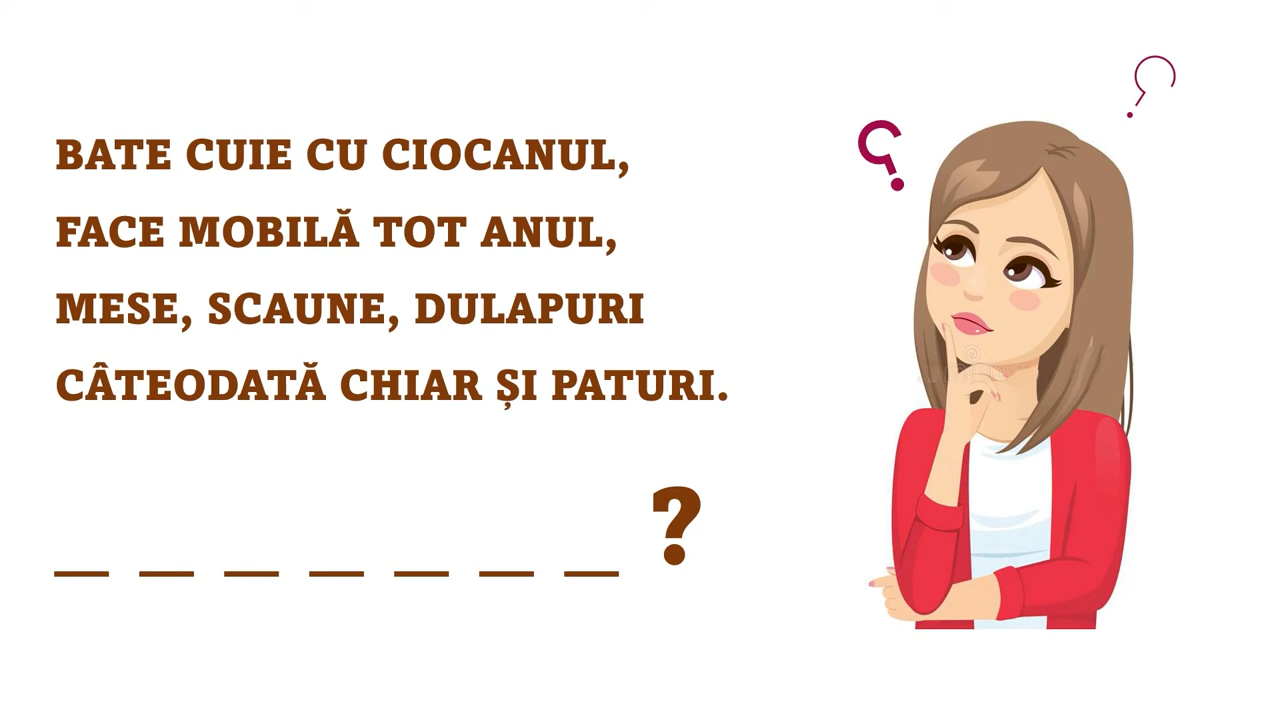 BATE CUIE CU CIOCANUL,
FACE MOBILĂ TOT ANUL,
MESE, SCAUNE, DULAPURI
CÂTEODATĂ CHIAR ȘI PATURI.
_ _ _ _ _ _ _ ?